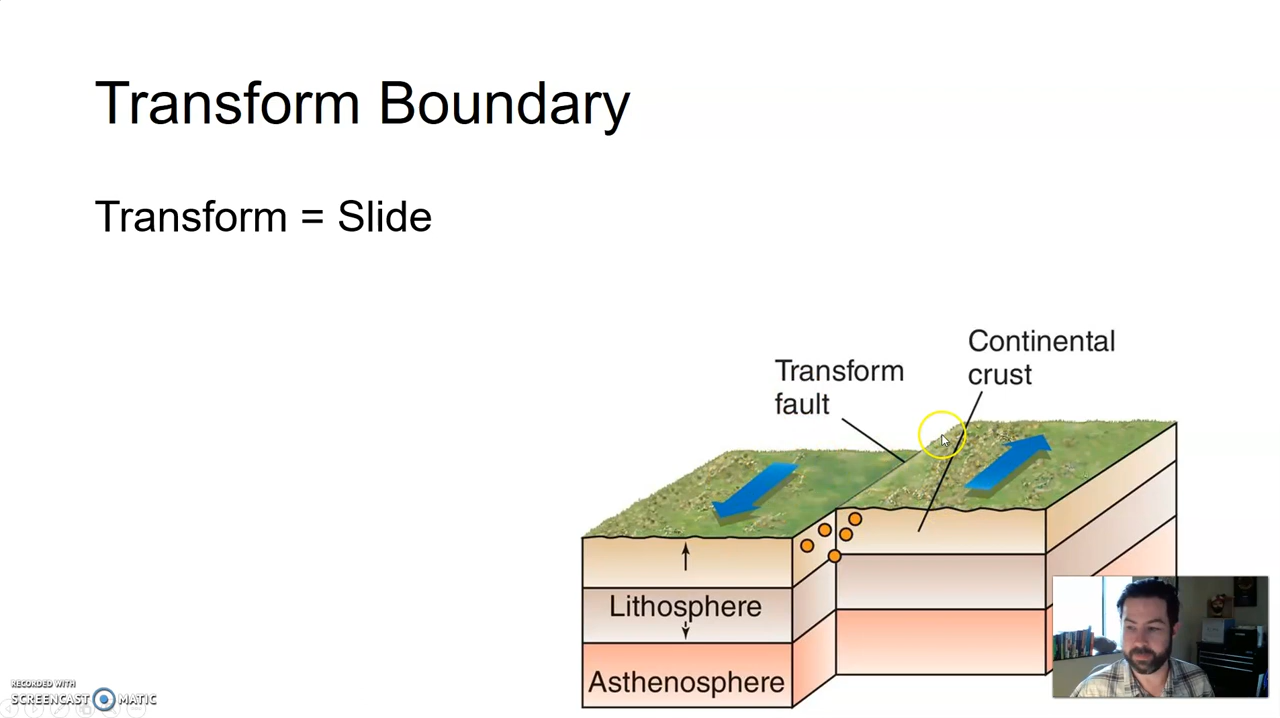 Transform Boundary
Transform = Slide
Continental
crust
Transform
fault
Lithosphere
Asthenosphere
RECORDED WITH
SCREENCAST MATIC